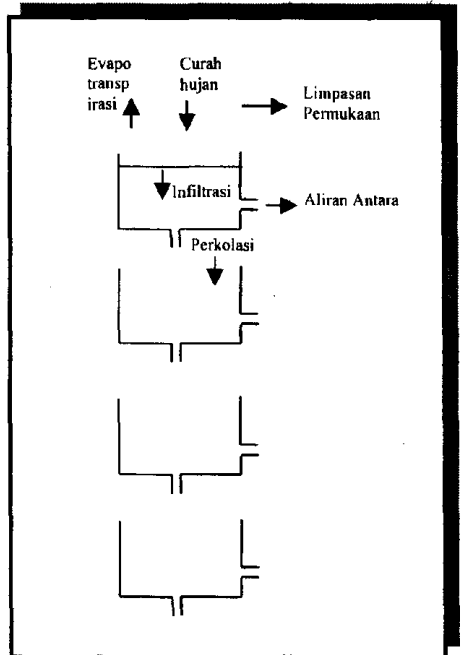 Evapo
transp
irasi
Curah
hujan
Limpasan
Permukaan
Infiltrasi
Aliran Antara
Perkolasi